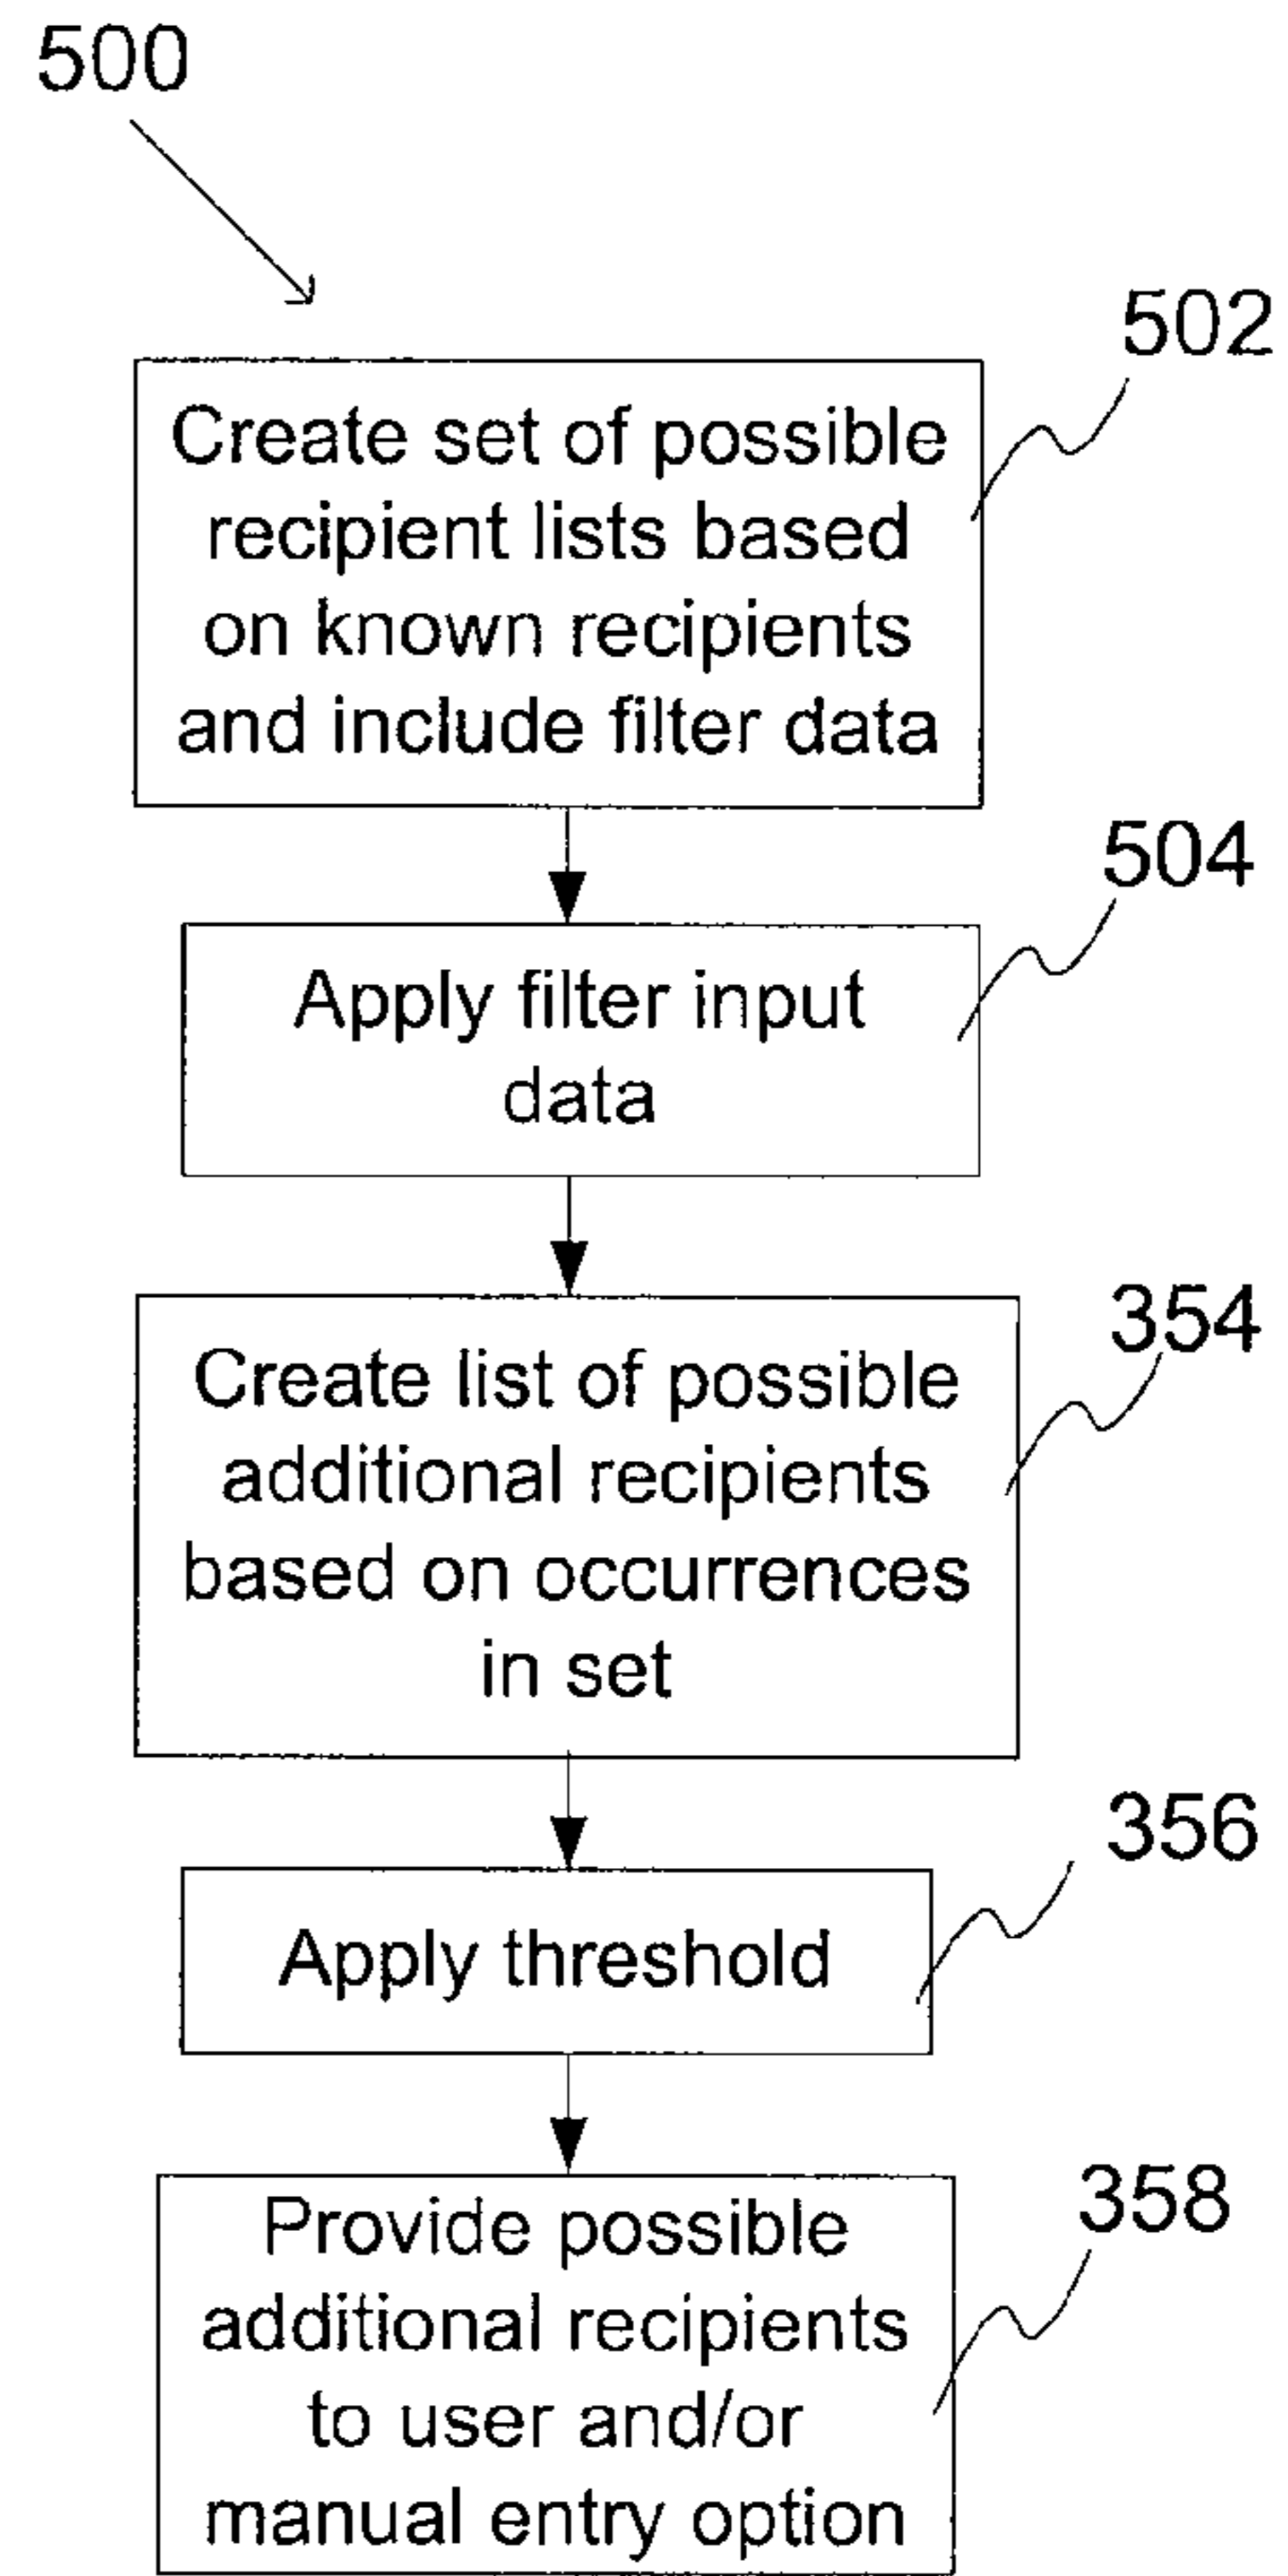 500
502
Create set of possible
recipient lists based
on known recipients
and include filter data
504
Apply filter input
data
354
Create list of possible
additional recipients
based on occurrences
in set
356
Apply threshold
358
Provide possible
additional recipients
to user and/or
manual entry option